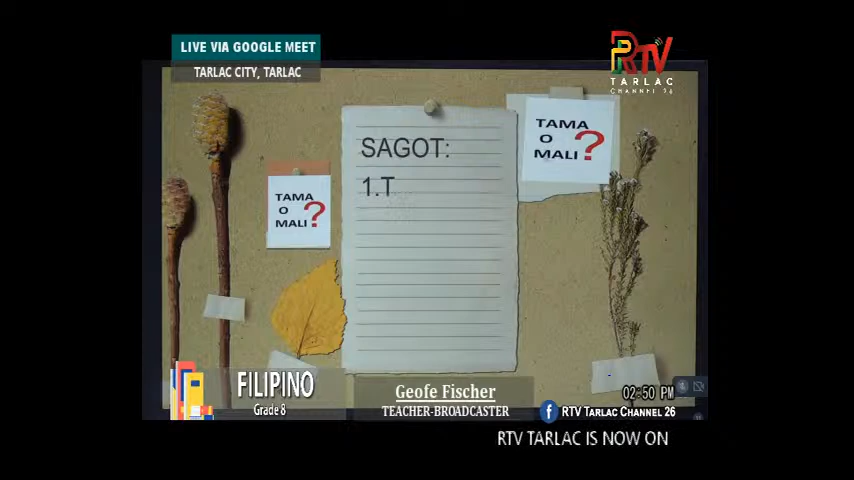 LIVE VIA GOOGLE MEET
TARLAC CITY, TARLAC
RTV
TARLAC
CHANNEL 26
SAGOT:
1.T
TAMA
O
MALI ?
TAMA
O
MALI ?
FILIPINO
Grade 8
Geofe Fischer
TEACHER-BROADCASTER
02:50 PM
RTV TARLAC CHANNEL 26
RTV TARLAC IS NOW ON